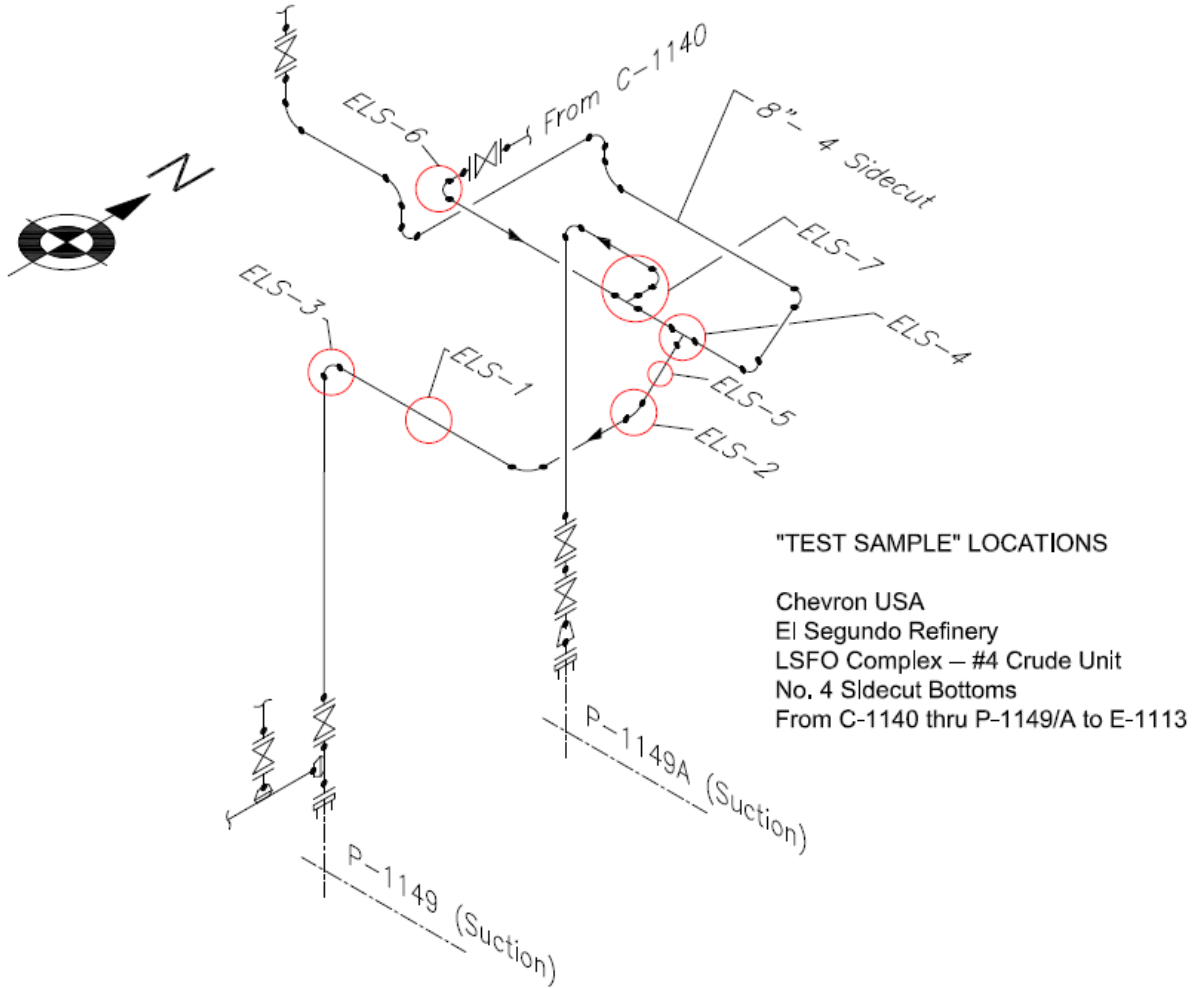 From C-1140
ELS-6
8"- 4 Sidecut
N
ELS-7
ELS-3
ELS-4
ELS-1
ELS-5
ELS-2
"TEST SAMPLE" LOCATIONS
Chevron USA
El Segundo Refinery
LSFO Complex – #4 Crude Unit
No. 4 Sidecut Bottoms
From C-1140 thru P-1149/A to E-1113
P-1149A (Suction)
P-1149 (Suction)